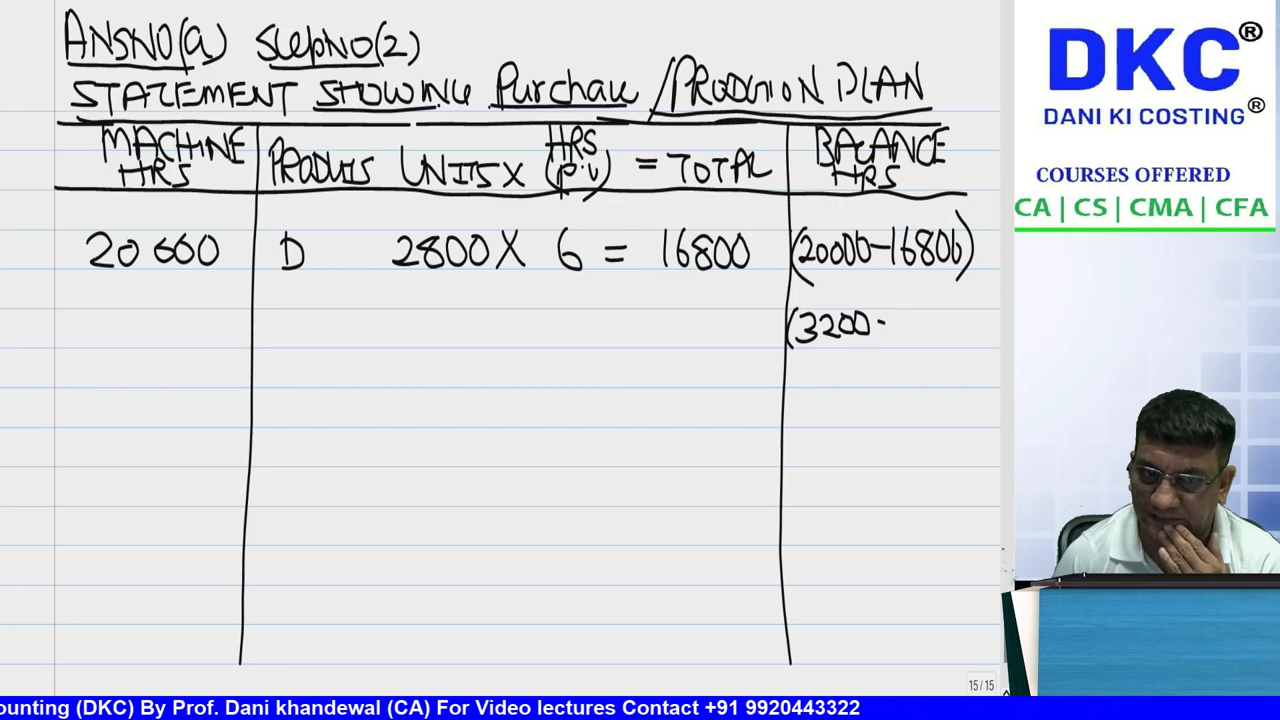 ANSNO(a) StepNO(2)
STATEMENT SHOWING Purchase / PRODUCTION PLAN
MACHINE HRS PRODUCTS UNITS X HRS (P.U) = TOTAL BALANCE HRS
20000 D 2800 X 6 = 16800 (20000-16800)
(3200-
15/15
DKC®
DANI KI COSTING®
COURSES OFFERED
CA | CS | CMA | CFA
ounting (DKC) By Prof. Dani khandewal (CA) For Video lectures Contact +91 9920443322